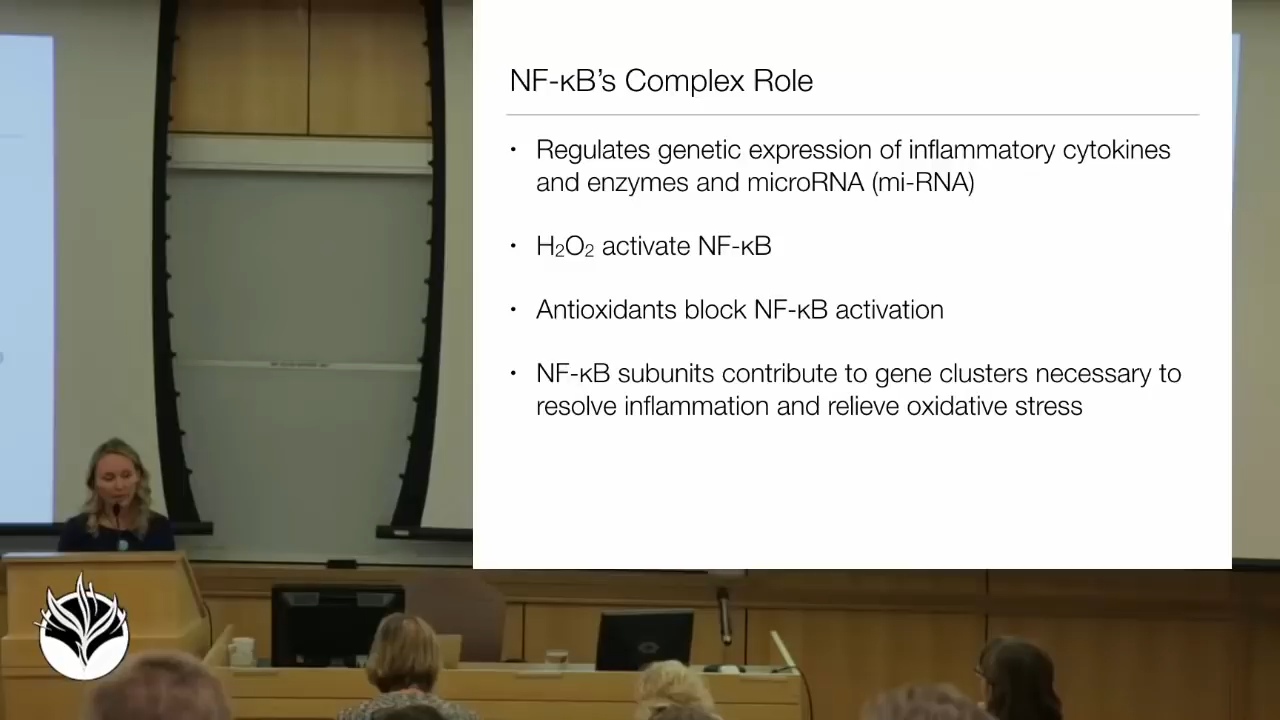 NF-κB’s Complex Role
• Regulates genetic expression of inflammatory cytokines
and enzymes and microRNA (mi-RNA)
• H₂O₂ activate NF-κB
• Antioxidants block NF-κB activation
• NF-κB subunits contribute to gene clusters necessary to
resolve inflammation and relieve oxidative stress